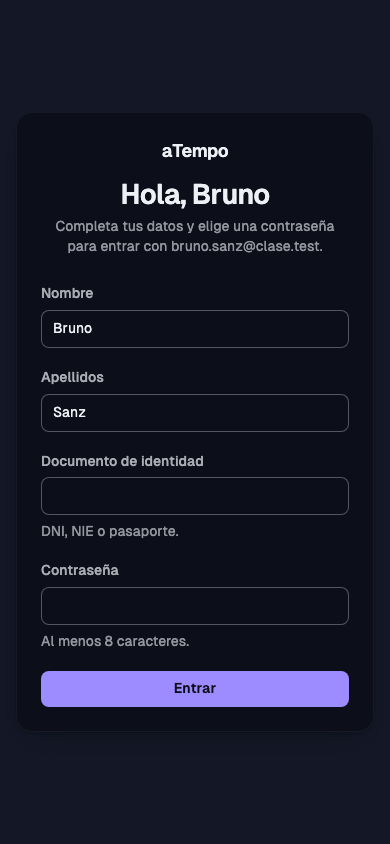 aTempo
Hola, Bruno
Completa tus datos y elige una contraseña
para entrar con bruno.sanz@clase.test.
Nombre
Bruno
Apellidos
Sanz
Documento de identidad
DNI, NIE o pasaporte.
Contraseña
Al menos 8 caracteres.
Entrar